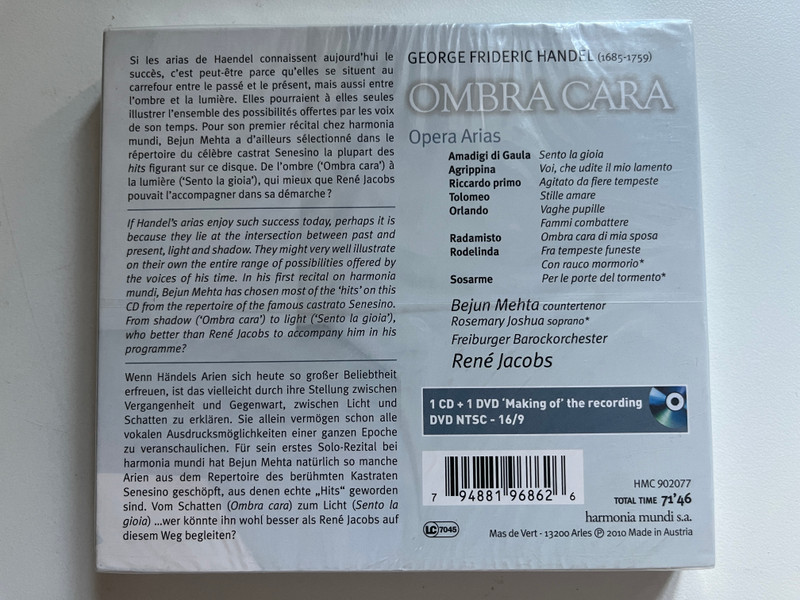 Si les arias de Haendel connaissent aujourd'hui le
succès, c'est peut-être parce qu'elles se situent au
carrefour entre le passé et le présent, mais aussi entre
l'ombre et la lumière. Elles pourraient à elles seules
illustrer l'ensemble des possibilités offertes par les voix
de son temps. Pour son premier récital chez harmonia
mundi, Bejun Mehta a d'ailleurs sélectionné dans le
répertoire du célèbre castrat Senesino la plupart des
hits figurant sur ce disque. De l'ombre ('Ombra cara') à
la lumière ('Sento la gioia'), qui mieux que René Jacobs
pouvait l'accompagner dans sa démarche ?
If Handel's arias enjoy such success today, perhaps it is
because they lie at the intersection between past and
present, light and shadow. They might very well illustrate
on their own the entire range of possibilities offered by
the voices of his time. In his first recital on harmonia
mundi, Bejun Mehta has chosen most of the 'hits' on this
CD from the repertoire of the famous castrato Senesino.
From shadow ('Ombra cara') to light ('Sento la gioia'),
who better than René Jacobs to accompany him in his
programme?
Wenn Händels Arien sich heute so großer Beliebtheit
erfreuen, ist das vielleicht durch ihre Stellung zwischen
Vergangenheit und Gegenwart, zwischen Licht und
Schatten zu erklären. Sie allein vermögen schon alle
vokalen Ausdrucksmöglichkeiten einer ganzen Epoche
zu veranschaulichen. Für sein erstes Solo-Rezital bei
harmonia mundi hat Bejun Mehta natürlich so manche
Arien aus dem Repertoire des berühmten Kastraten
Senesino geschöpft, aus denen echte „Hits" geworden
sind. Vom Schatten (Ombra cara) zum Licht (Sento la
gioia) ...wer könnte ihn wohl besser als René Jacobs auf
diesem Weg begleiten?
GEORGE FRIDERIC HANDEL (1685-1759)
OMBRA CARA
Opera Arias
Amadigi di Gaula Sento la gioia
Agrippina Voi, che udite il mio lamento
Riccardo primo Agitato da fiere tempeste
Tolomeo Stille amare
Orlando Vaghe pupille
Fammi combattere
Radamisto Ombra cara di mia sposa
Rodelinda Fra tempeste funeste
Con rauco mormorio*
Sosarme Per le porte del tormento*
Bejun Mehta countertenor
Rosemary Joshua soprano*
Freiburger Barockorchester
René Jacobs
1 CD + 1 DVD 'Making of' the recording
DVD NTSC - 16/9
7 94881 96862 6
HMC 902077
TOTAL TIME 71'46
harmonia mundi s.a.
LC 7045
Mas de Vert - 13200 Arles ℗ 2010 Made in Austria